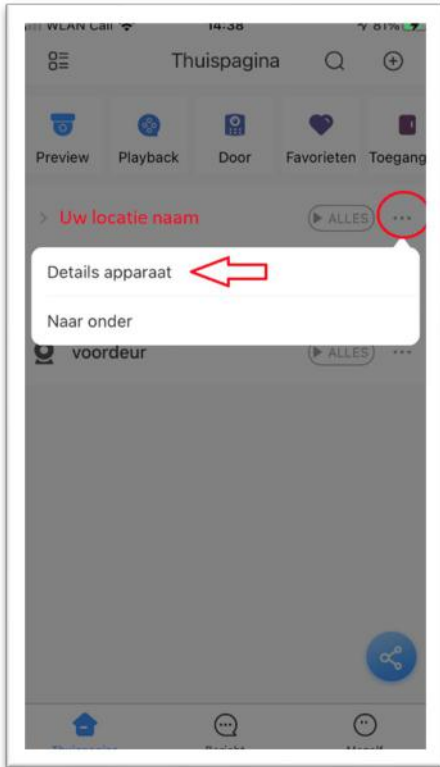 WLAN Call 14:38 81%
Thuispagina
Preview Playback Door Favorieten Toegang
> Uw locatie naam ALLES ...
Details apparaat
Naar onder
voordeur ALLES ...